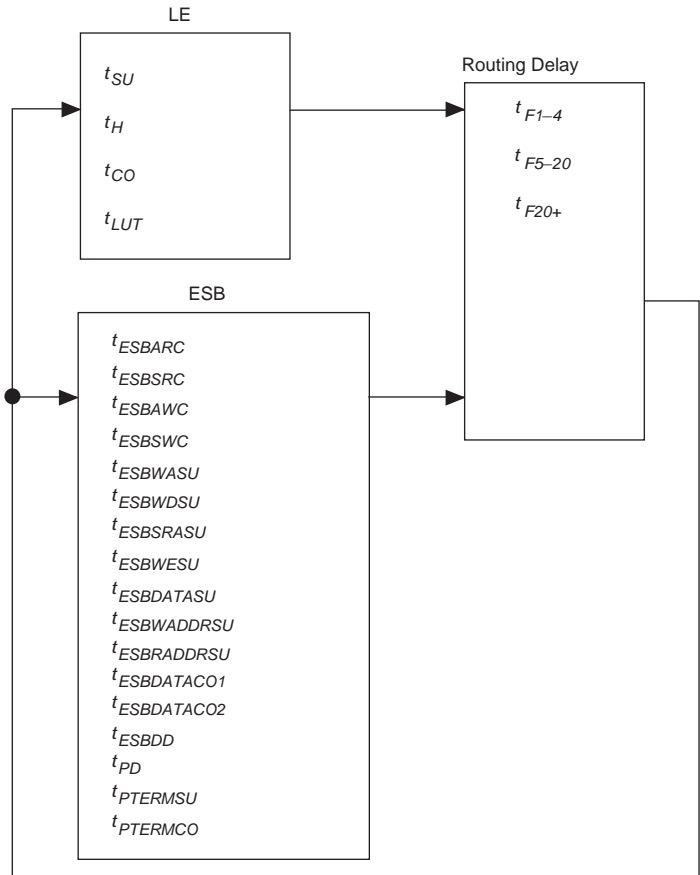 LE
tSU
tH
tCO
tLUT
Routing Delay
tF1–4
tF5–20
tF20+
ESB
tESBARC
tESBSRC
tESBAWC
tESBSWC
tESBWASU
tESBWDSU
tESBSRASU
tESBWESU
tESBDATASU
tESBWADDRSU
tESBRADDRSU
tESBDATACO1
tESBDATACO2
tESBDD
tPD
tPTERMSU
tPTERMCO